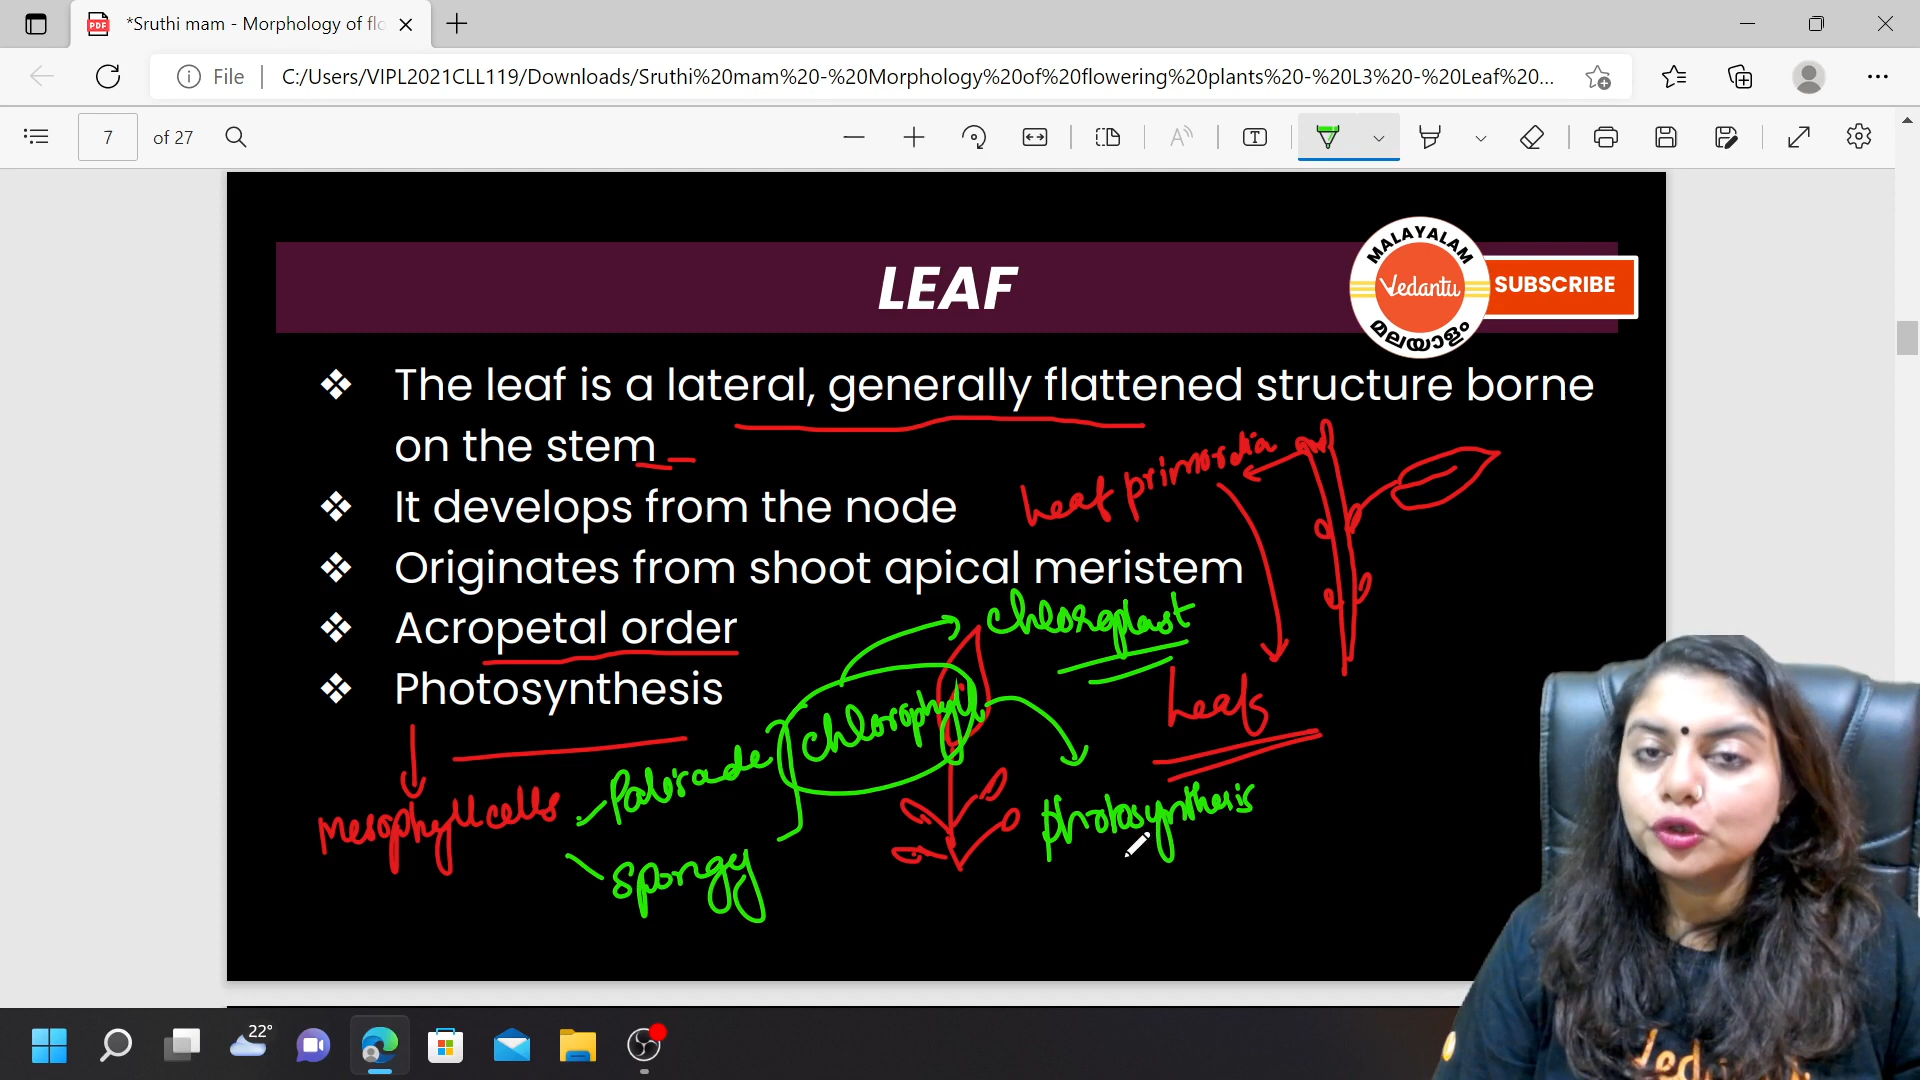 *Sruthi mam - Morphology of flo
File
C:/Users/VIPL2021CLL119/Downloads/Sruthi%20mam%20-%20Morphology%20of%20flowering%20plants%20-%20L3%20-%20Leaf%20...
7 of 27
LEAF
MALAYALAM
Vedantu
മലയാളം
SUBSCRIBE
❖ The leaf is a lateral, generally flattened structure borne
on the stem
❖ It develops from the node
❖ Originates from shoot apical meristem
❖ Acropetal order
❖ Photosynthesis
Leaf primordia
chloroplast
Leafs
chlorophyll
Palisade
Mesophyll cells
Spongy
photosynthesis
22°
Vedantu